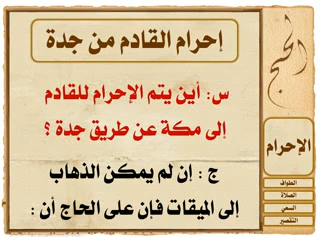 إحرام القادم من جدة
س: أين يتم الإحرام للقادم
إلى مكة عن طريق جدة ؟
ج : إن لم يمكن الذهاب
إلى الميقات فإن على الحاج أن :
الحج
الإحرام
الطواف
الصلاة
السعي
التقصير